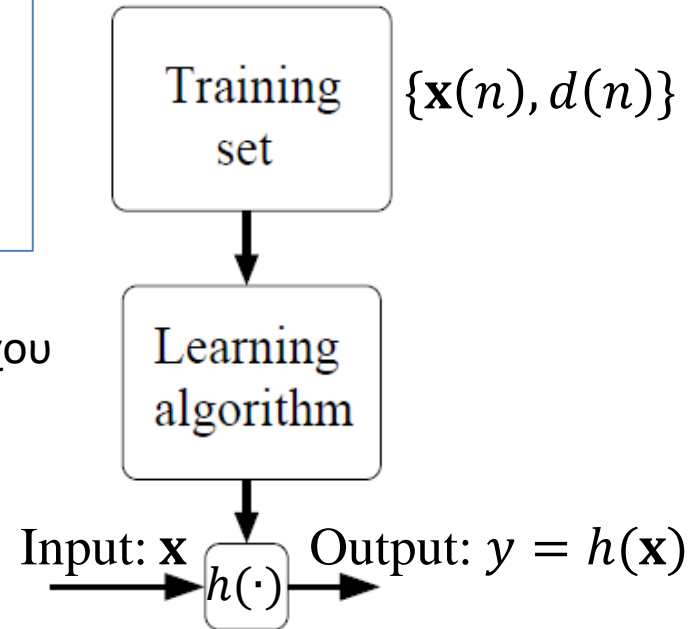 Training
set
{𝐱(n), d(n)}
Learning
algorithm
Input: 𝐱
h(·)
Output: y = h(𝐱)